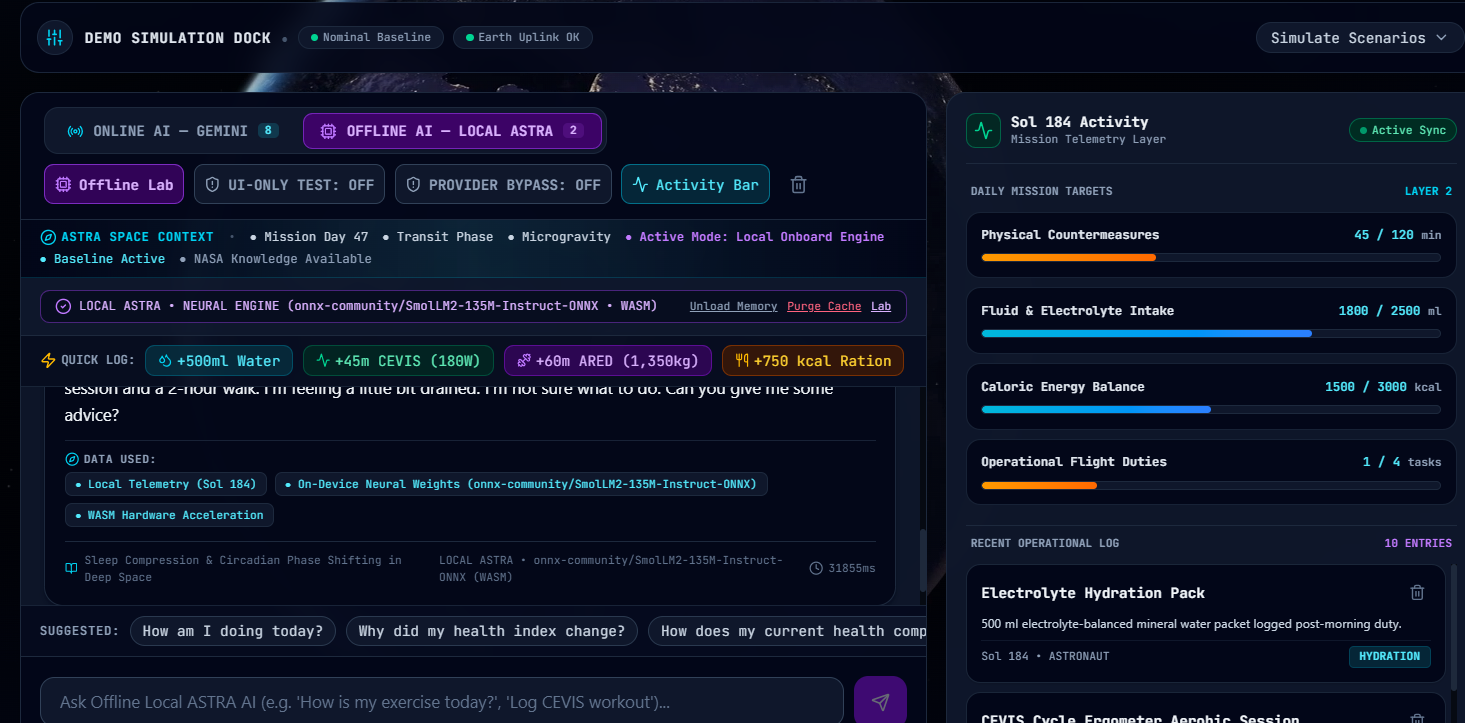 DEMO SIMULATION DOCK • Nominal Baseline Earth Uplink OK
Simulate Scenarios
ONLINE AI — GEMINI 8 OFFLINE AI — LOCAL ASTRA 2
Offline Lab UI-ONLY TEST: OFF PROVIDER BYPASS: OFF Activity Bar
ASTRA SPACE CONTEXT • • Mission Day 47 • Transit Phase • Microgravity • Active Mode: Local Onboard Engine
• Baseline Active • NASA Knowledge Available
LOCAL ASTRA • NEURAL ENGINE (onnx-community/SmolLM2-135M-Instruct-ONNX • WASM) Unload Memory Purge Cache Lab
QUICK LOG: +500ml Water +45m CEVIS (180W) +60m ARED (1,350kg) +750 kcal Ration
session and a 2-hour walk. I'm feeling a little bit drained. I'm not sure what to do. Can you give me some
advice?
DATA USED:
• Local Telemetry (Sol 184) • On-Device Neural Weights (onnx-community/SmolLM2-135M-Instruct-ONNX)
• WASM Hardware Acceleration
Sleep Compression & Circadian Phase Shifting in
Deep Space
LOCAL ASTRA • onnx-community/SmolLM2-135M-Instruct-
ONNX (WASM)
31855ms
SUGGESTED: How am I doing today? Why did my health index change? How does my current health comp
Ask Offline Local ASTRA AI (e.g. 'How is my exercise today?', 'Log CEVIS workout')...
Sol 184 Activity
Mission Telemetry Layer
Active Sync
DAILY MISSION TARGETS LAYER 2
Physical Countermeasures 45 / 120 min
Fluid & Electrolyte Intake 1800 / 2500 ml
Caloric Energy Balance 1500 / 3000 kcal
Operational Flight Duties 1 / 4 tasks
RECENT OPERATIONAL LOG 10 ENTRIES
Electrolyte Hydration Pack
500 ml electrolyte-balanced mineral water packet logged post-morning duty.
Sol 184 • ASTRONAUT HYDRATION
CEVIS Cycle Ergometer Aerobic Session